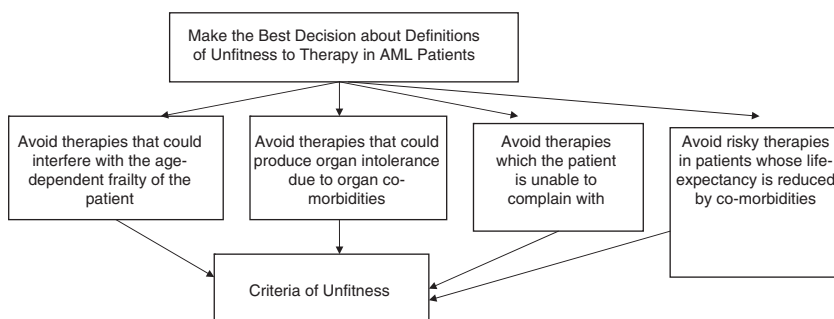 Make the Best Decision about Definitions
of Unfitness to Therapy in AML Patients
Avoid therapies that could
interfere with the age-
dependent frailty of the
patient
Avoid therapies that could
produce organ intolerance
due to organ co-
morbidities
Avoid therapies
which the patient
is unable to
complain with
Avoid risky therapies
in patients whose life-
expectancy is reduced
by co-morbidities
Criteria of Unfitness